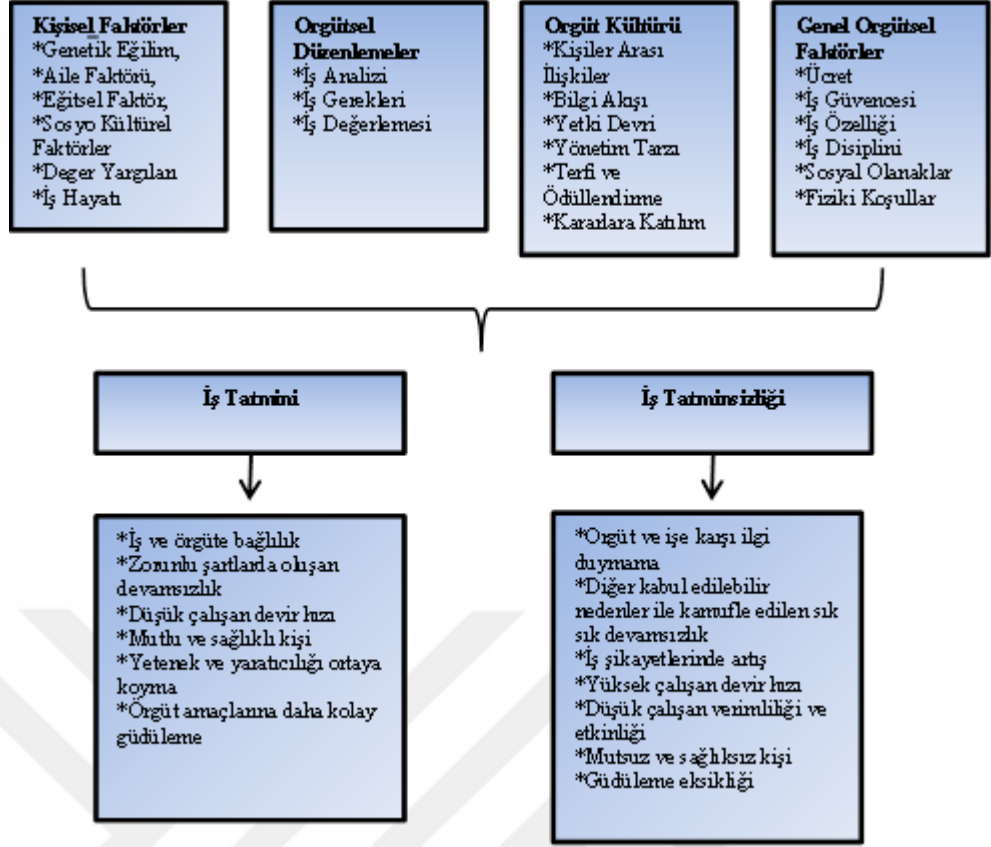 Kişisel Faktörler
*Genetik Eğilim,
*Aile Faktörü,
*Eğitsel Faktör,
*Sosyo Kültürel
Faktörler
*Deger Yargıları
*İş Hayatı
Orgütsel
Düzenlemeler
*İş Analizi
*İş Gerekleri
*İş Değerlemesi
Orgüt Kültürü
*Kişiler Arası
İlişkiler
*Bilgi Akışı
*Yetki Devri
*Yönetim Tarzı
*Terfi ve
Ödüllendirme
*Kararlara Katılım
Genel Orgütsel
Faktörler
*Ücret
*İş Güvencesi
*İş Özelliği
*İş Disiplini
*Sosyal Olanaklar
*Fiziki Koşullar
İş Tatmini
İş Tatminsizliği
*İş ve örgüte bağlılık
*Zorunlu şartlarda oluşan
devamsızlık
*Düşük çalışan devir hızı
*Mutlu ve sağlıklı kişi
*Yetenek ve yaratıcılığı ortaya
koyma
*Örgüt amaçlarına daha kolay
güdüleme
*Orgüt ve işe karşı ilgi
duymama
*Diğer kabul edilebilir
nedenler ile kamufle edilen sık
sık devamsızlık
*İş şikayetlerinde artış
*Yüksek çalışan devir hızı
*Düşük çalışan verimliliği ve
etkinliği
*Mutsuz ve sağlıksız kişi
*Güdüleme eksikliği